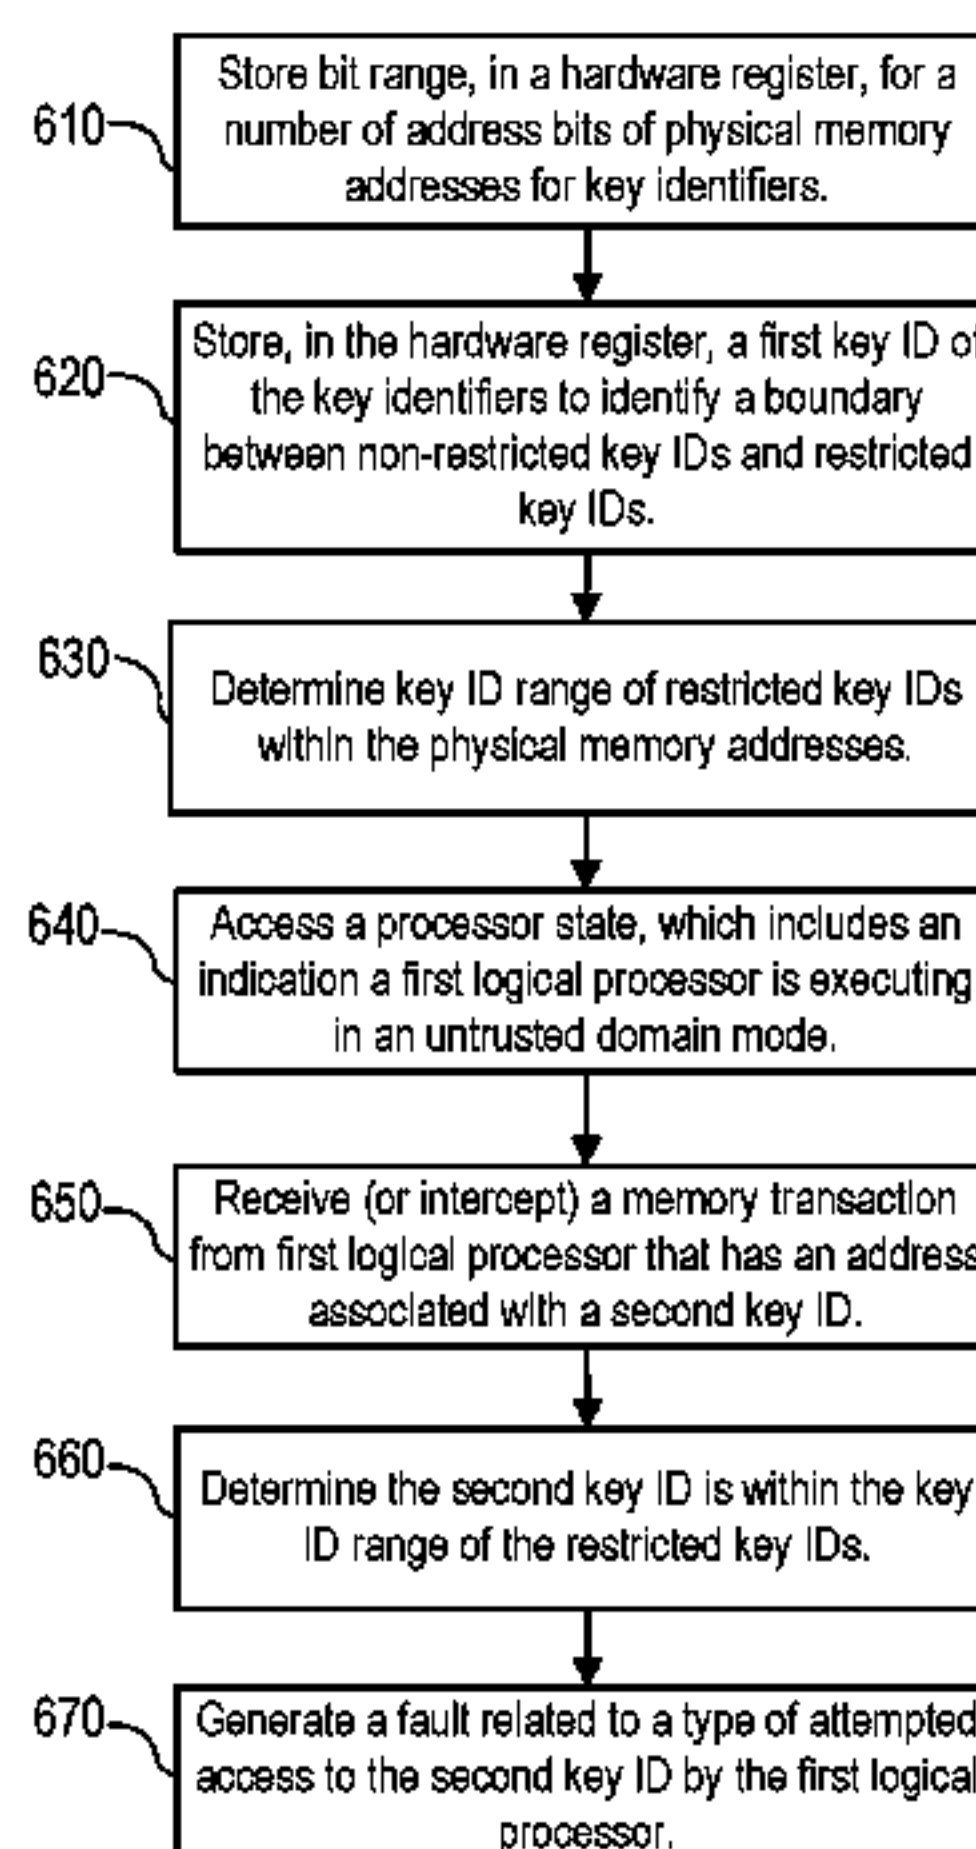 Store bit range, in a hardware register, for a
610
number of address bits of physical memory
addresses for key identifiers.
Store, in the hardware register, a first key ID of
620
the key identifiers to identify a boundary
between non-restricted key IDs and restricted
key IDs.
630
Determine key ID range of restricted key IDs
within the physical memory addresses.
640
Access a processor state, which includes an
indication a first logical processor is executing
in an untrusted domain mode.
650
Receive (or intercept) a memory transaction
from first logical processor that has an address
associated with a second key ID.
660
Determine the second key ID is within the key
ID range of the restricted key IDs.
670
Generate a fault related to a type of attempted
access to the second key ID by the first logical
processor.